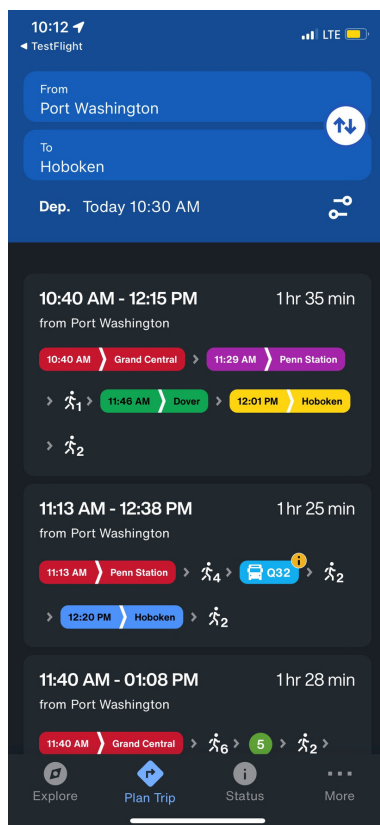 10:12
LTE
◄ TestFlight
From
Port Washington
To
Hoboken
Dep. Today 10:30 AM
10:40 AM - 12:15 PM 1 hr 35 min
from Port Washington
10:40 AM Grand Central > 11:29 AM Penn Station
> 1 > 11:46 AM Dover > 12:01 PM Hoboken
> 2
11:13 AM - 12:38 PM 1 hr 25 min
from Port Washington
11:13 AM Penn Station > 4 > Q32 i > 2
> 12:20 PM Hoboken > 2
11:40 AM - 01:08 PM 1 hr 28 min
from Port Washington
11:40 AM Grand Central > 6 > 5 > 2 >
Explore Plan Trip Status More